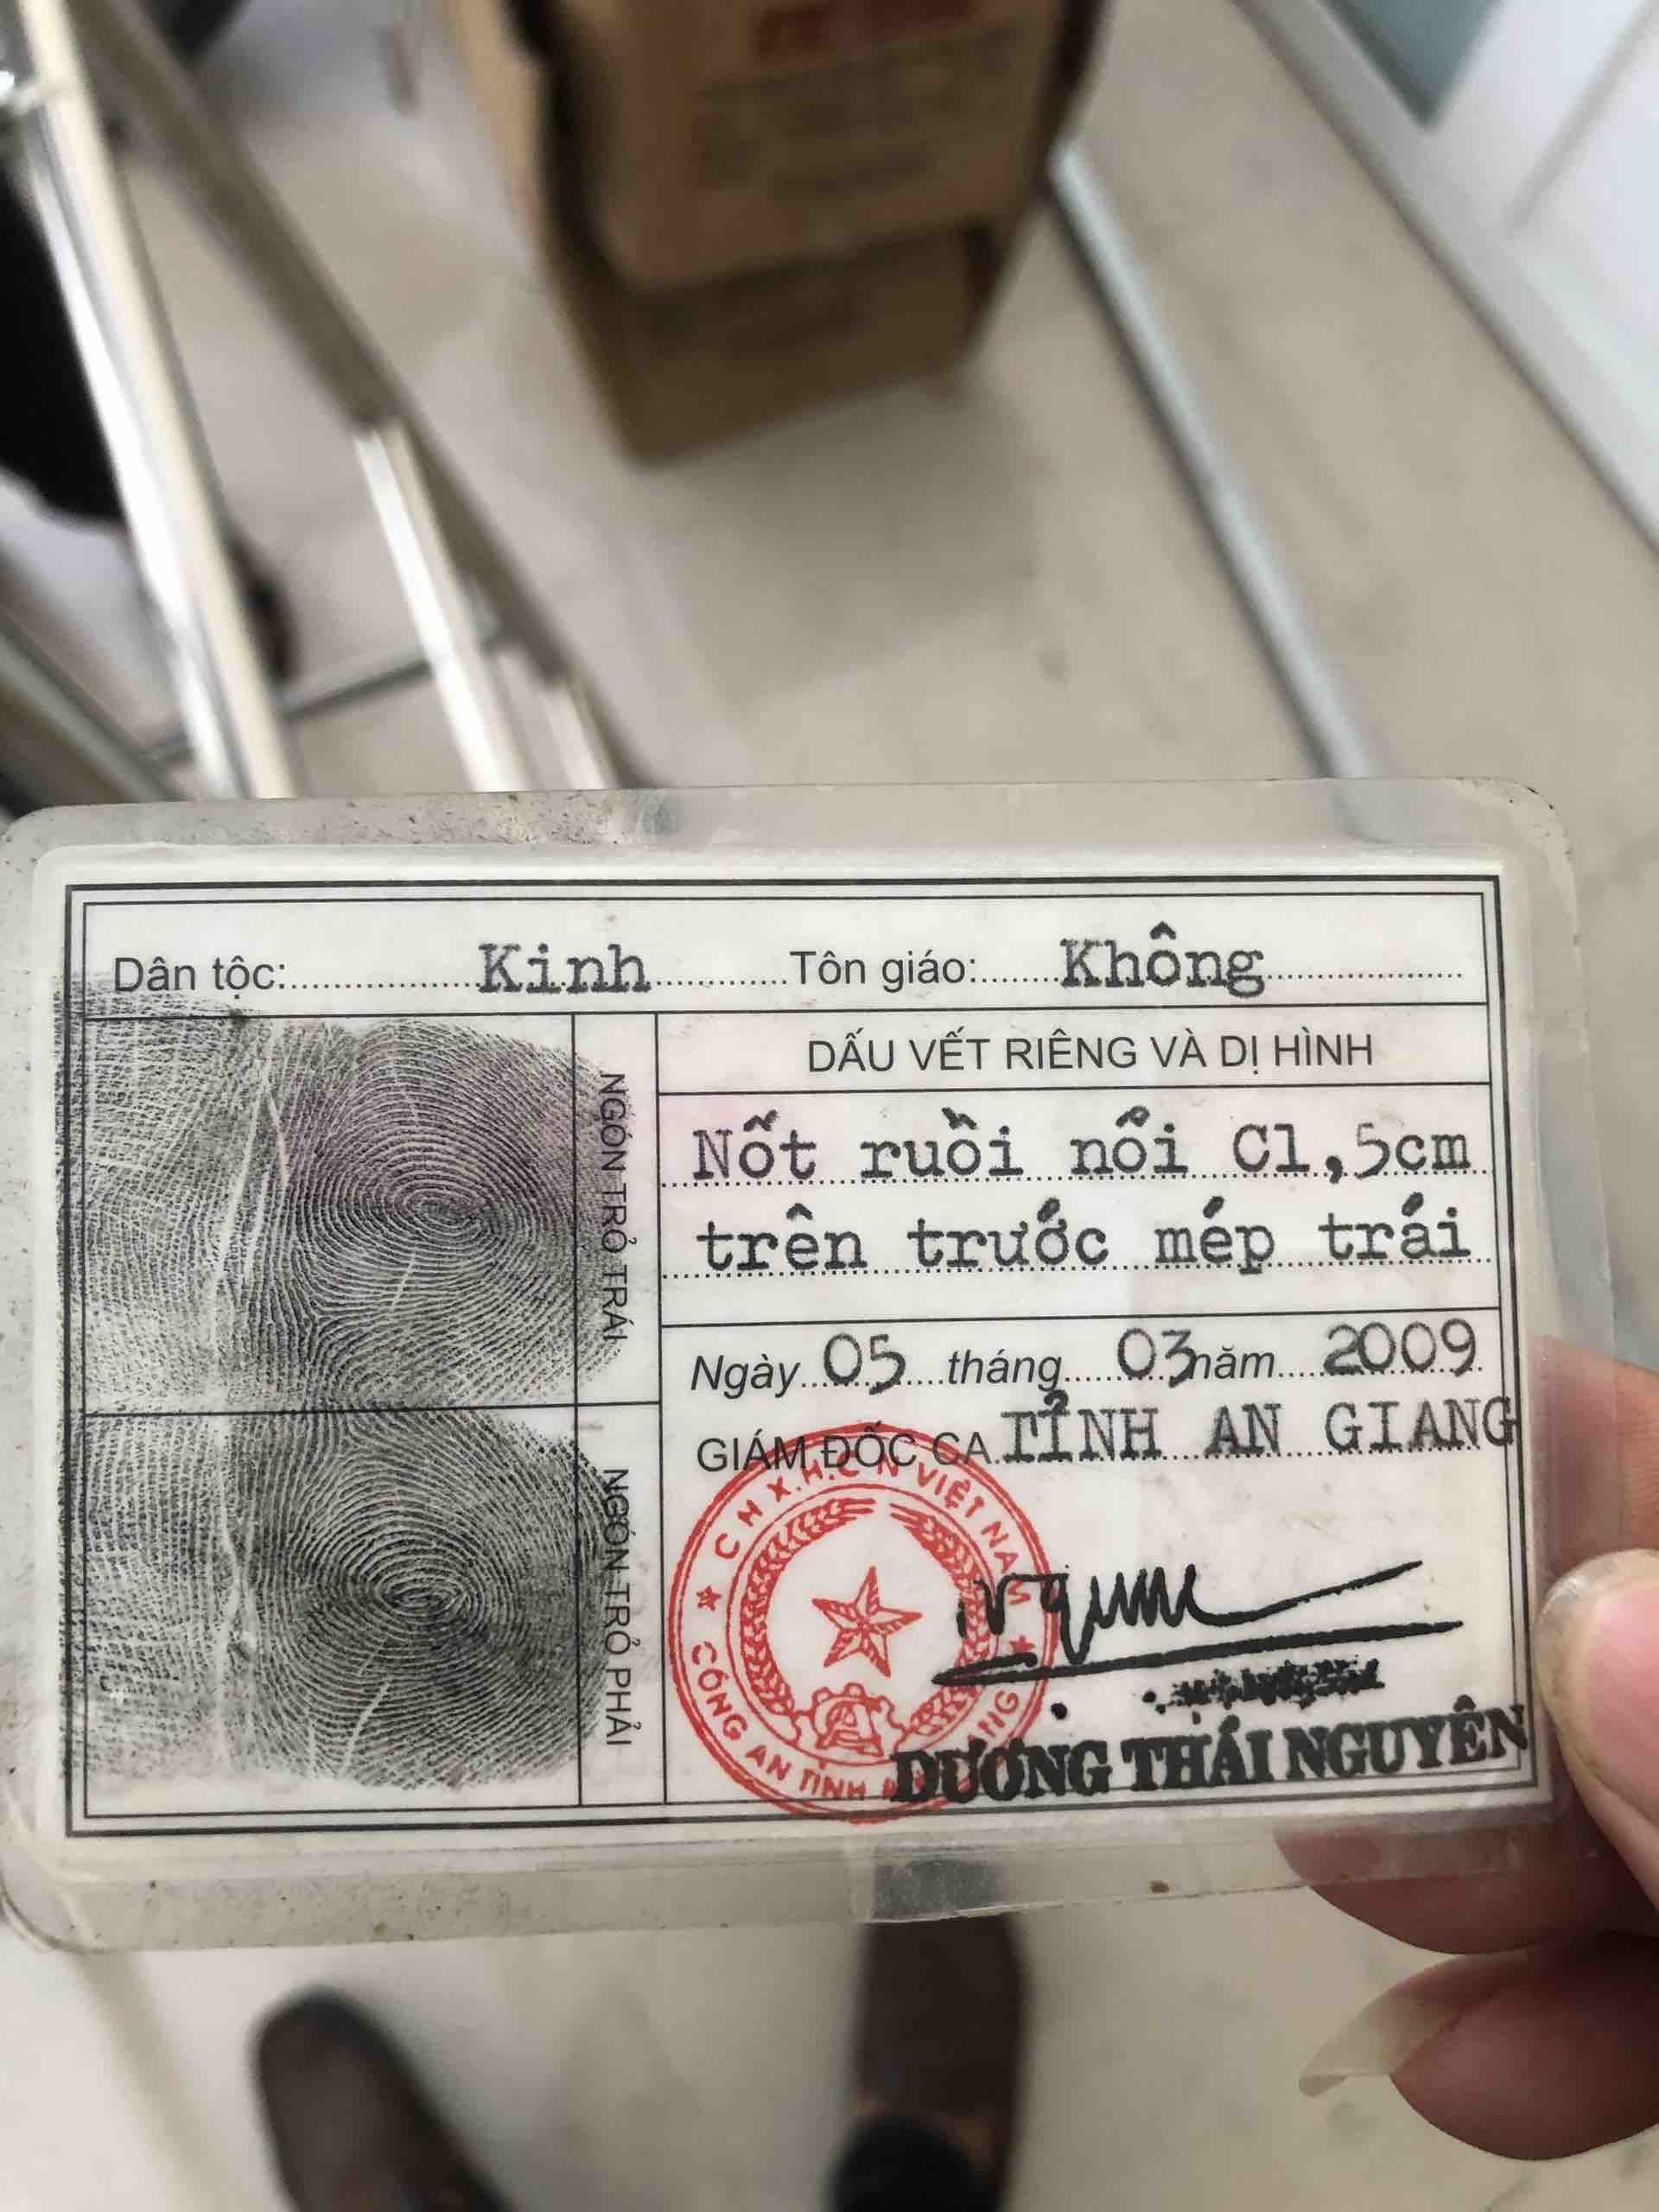 Dân tộc: Kinh Tôn giáo: Không
NGÓN TRỎ TRÁI
NGÓN TRỎ PHẢI
DẤU VẾT RIÊNG VÀ DỊ HÌNH
Nốt ruồi nổi C1,5cm
trên trước mép trái
Ngày 05 tháng 03 năm 2009
GIÁM ĐỐC CA TỈNH AN GIANG
C H X.H.C N VIỆT NAM
CÔNG AN TỈNH GIANG
DƯƠNG THÁI NGUYÊN